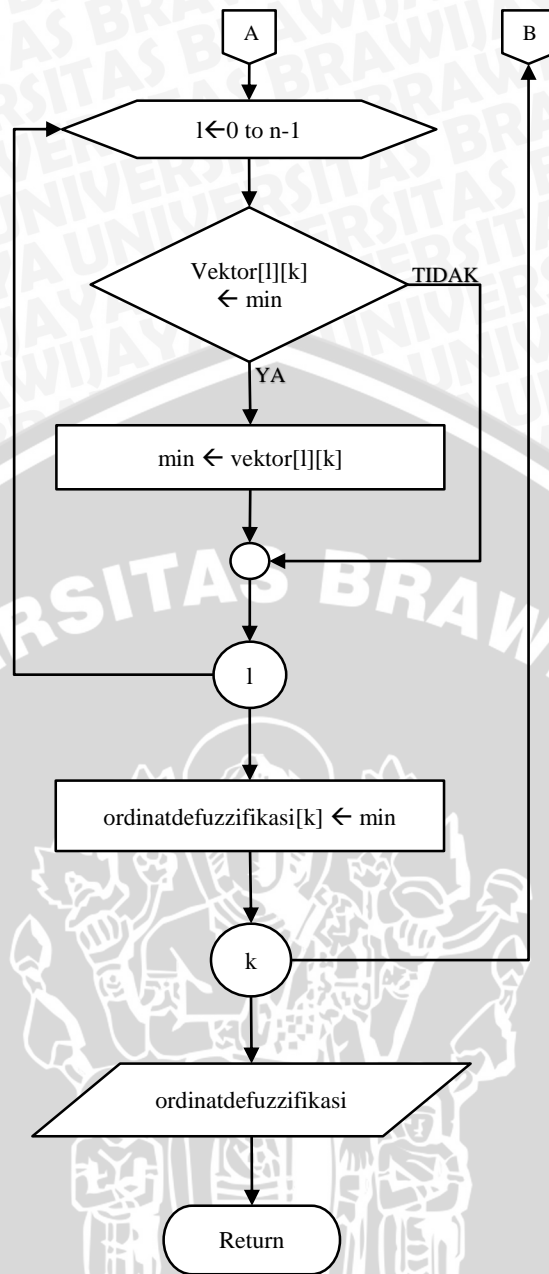 A
B
l←0 to n-1
Vektor[l][k]
← min
TIDAK
YA
min ← vektor[l][k]
l
ordinatdefuzzifikasi[k] ← min
k
ordinatdefuzzifikasi
Return